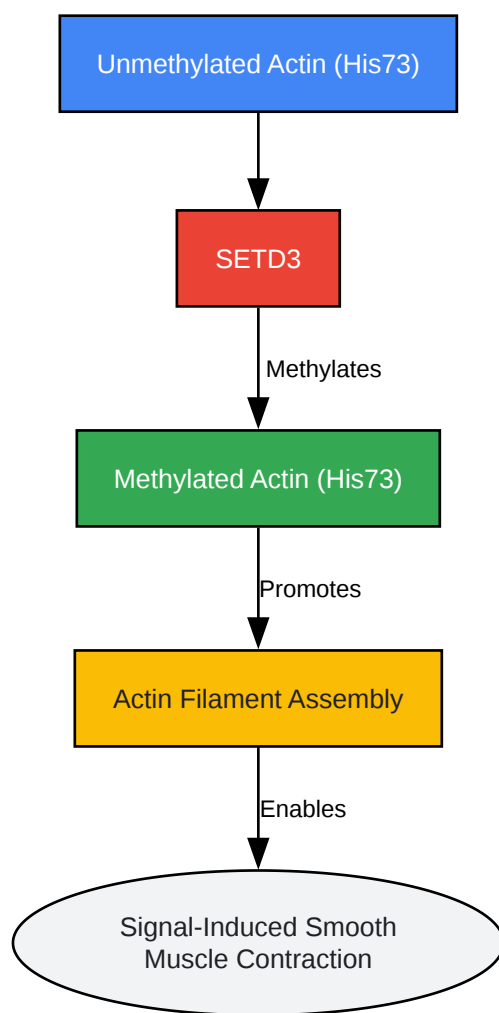 Unmethylated Actin (His73)
SETD3
Methylates
Methylated Actin (His73)
Promotes
Actin Filament Assembly
Enables
Signal-Induced Smooth
Muscle Contraction